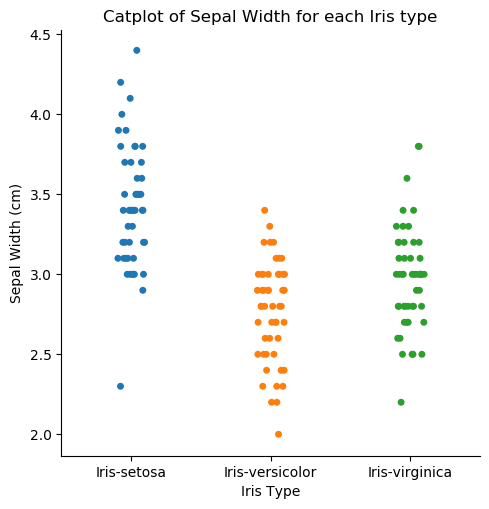 Catplot of Sepal Width for each Iris type
4.5
4.0
3.5
3.0
2.5
2.0
Sepal Width (cm)
Iris-setosa Iris-versicolor Iris-virginica
Iris Type